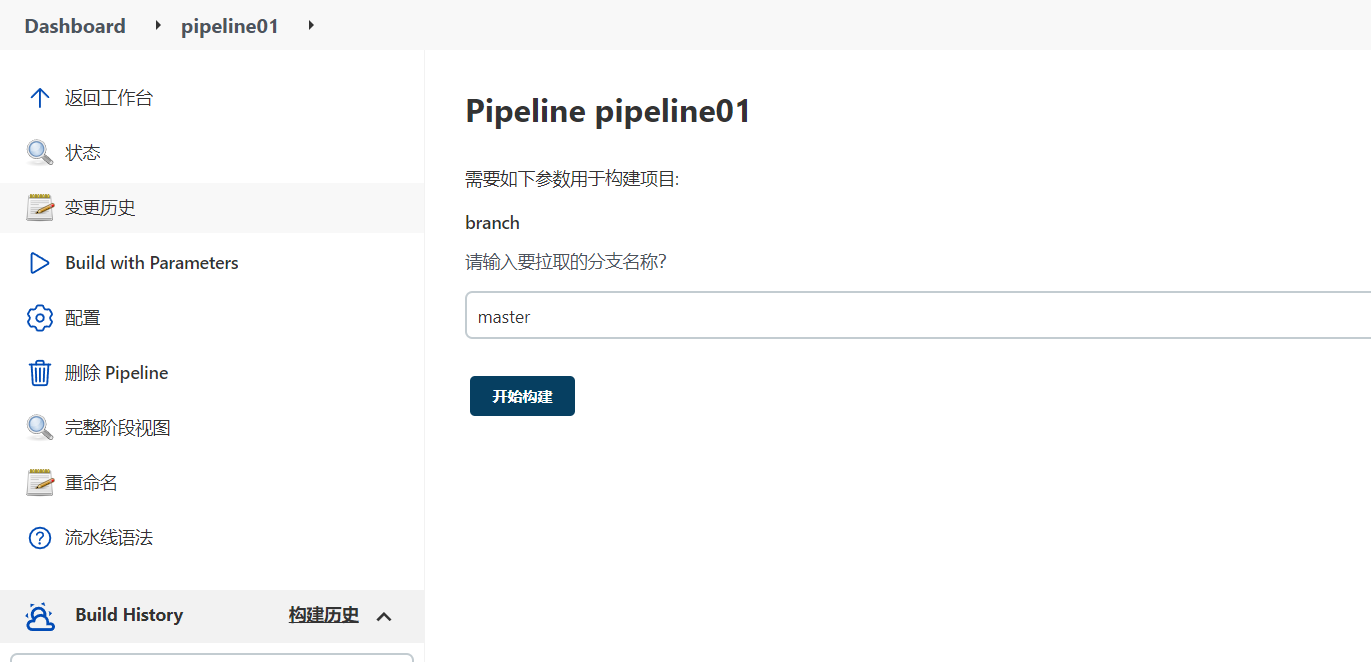 Dashboard pipeline01
返回工作台
状态
变更历史
Build with Parameters
配置
删除 Pipeline
完整阶段视图
重命名
流水线语法
Build History 构建历史
Pipeline pipeline01
需要如下参数用于构建项目:
branch
请输入要拉取的分支名称?
master
开始构建